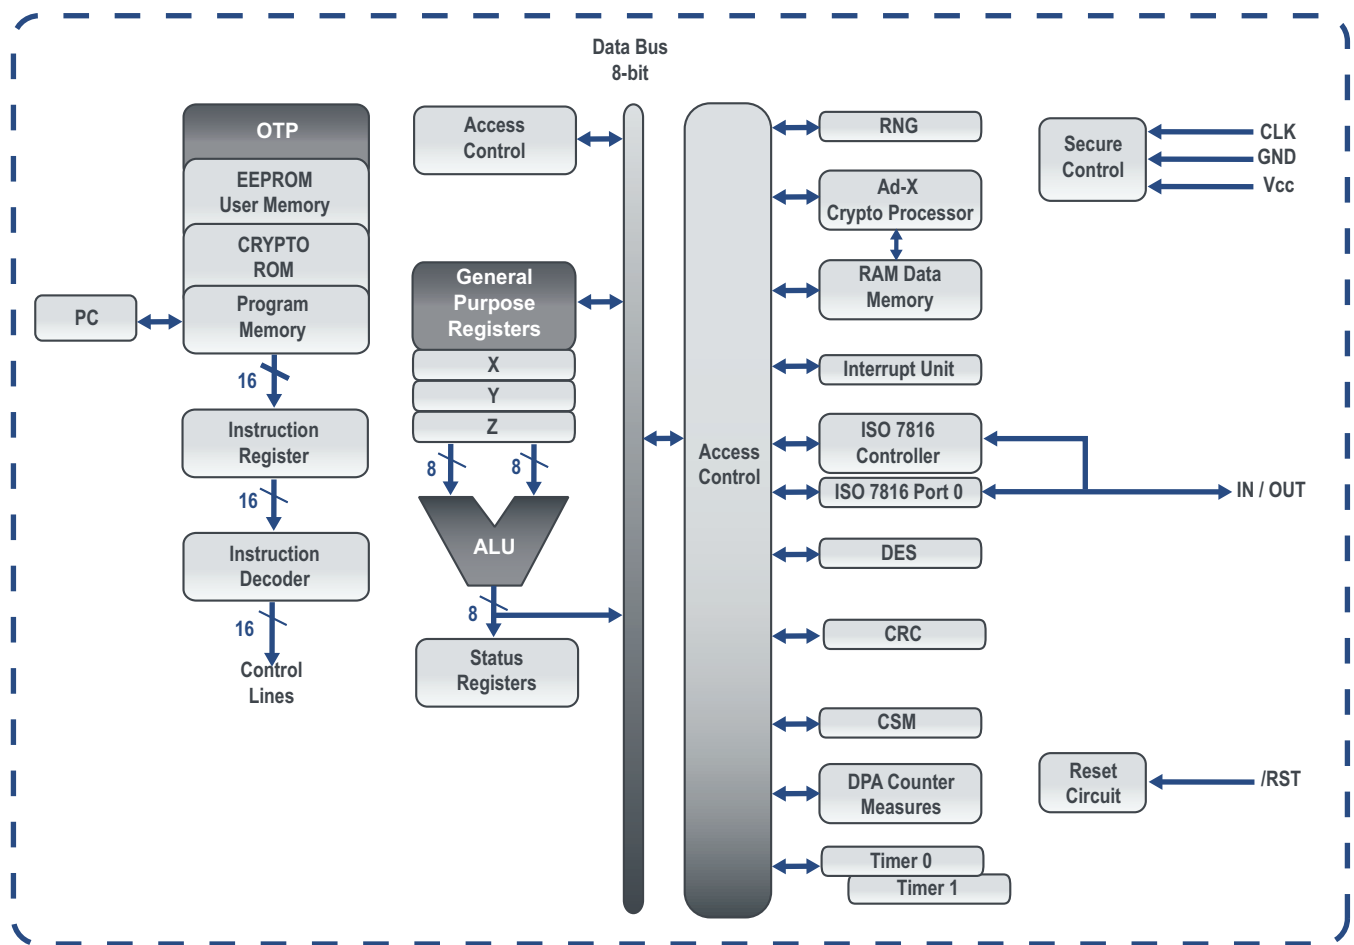 Data Bus
8-bit
OTP
EEPROM
User Memory
CRYPTO
ROM
Program
Memory
PC
16
Instruction
Register
16
Instruction
Decoder
16
Control
Lines
Access
Control
General
Purpose
Registers
X
Y
Z
8
8
ALU
8
Status
Registers
Access
Control
RNG
Ad-X
Crypto Processor
RAM Data
Memory
Interrupt Unit
ISO 7816
Controller
ISO 7816 Port 0
DES
CRC
CSM
DPA Counter
Measures
Timer 0
Timer 1
Secure
Control
CLK
GND
Vcc
IN / OUT
Reset
Circuit
/RST